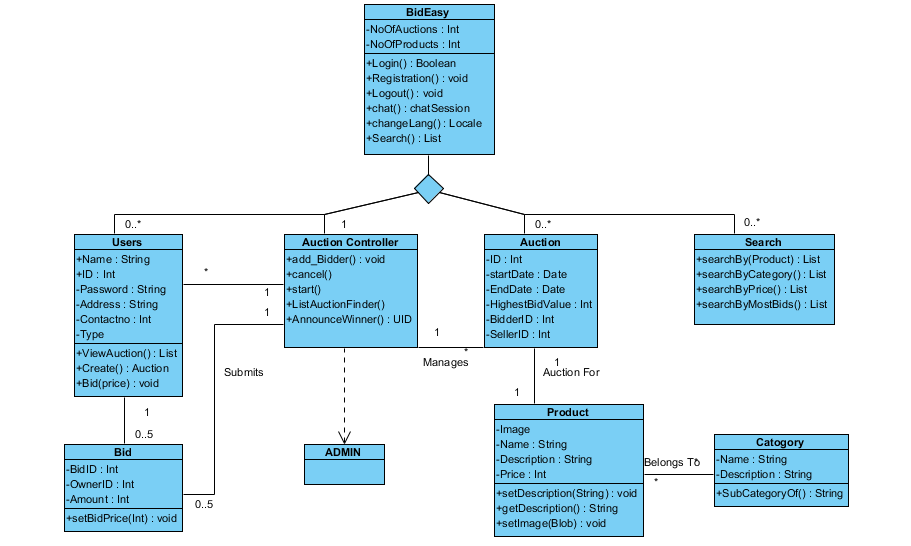 BidEasy
-NoOfAuctions : Int
-NoOfProducts : Int
+Login() : Boolean
+Registration() : void
+Logout() : void
+chat() : chatSession
+changeLang() : Locale
+Search() : List
0..*
1
0..*
0..*
Users
+Name : String
+ID : Int
-Password : String
-Address : String
-Contactno : Int
-Type
+ViewAuction() : List
+Create() : Auction
+Bid(price) : void
*
1
1
Auction Controller
+add_Bidder() : void
+cancel()
+start()
+ListAuctionFinder()
+AnnounceWinner() : UID
Auction
-ID : Int
-startDate : Date
-EndDate : Date
-HighestBidValue : Int
-BidderID : Int
-SellerID : Int
Search
+searchBy(Product) : List
+searchByCategory() : List
+searchByPrice() : List
+searchByMostBids() : List
1
*
Manages
Submits
1
Auction For
1
1
0..5
Bid
-BidID : Int
-OwnerID : Int
-Amount : Int
+setBidPrice(Int) : void
0..5
ADMIN
Product
-Image
-Name : String
-Description : String
-Price : Int
+setDescription(String) : void
+getDescription() : String
+setImage(Blob) : void
Belongs To
*
*
Catogory
-Name : String
-Description : String
+SubCategoryOf() : String